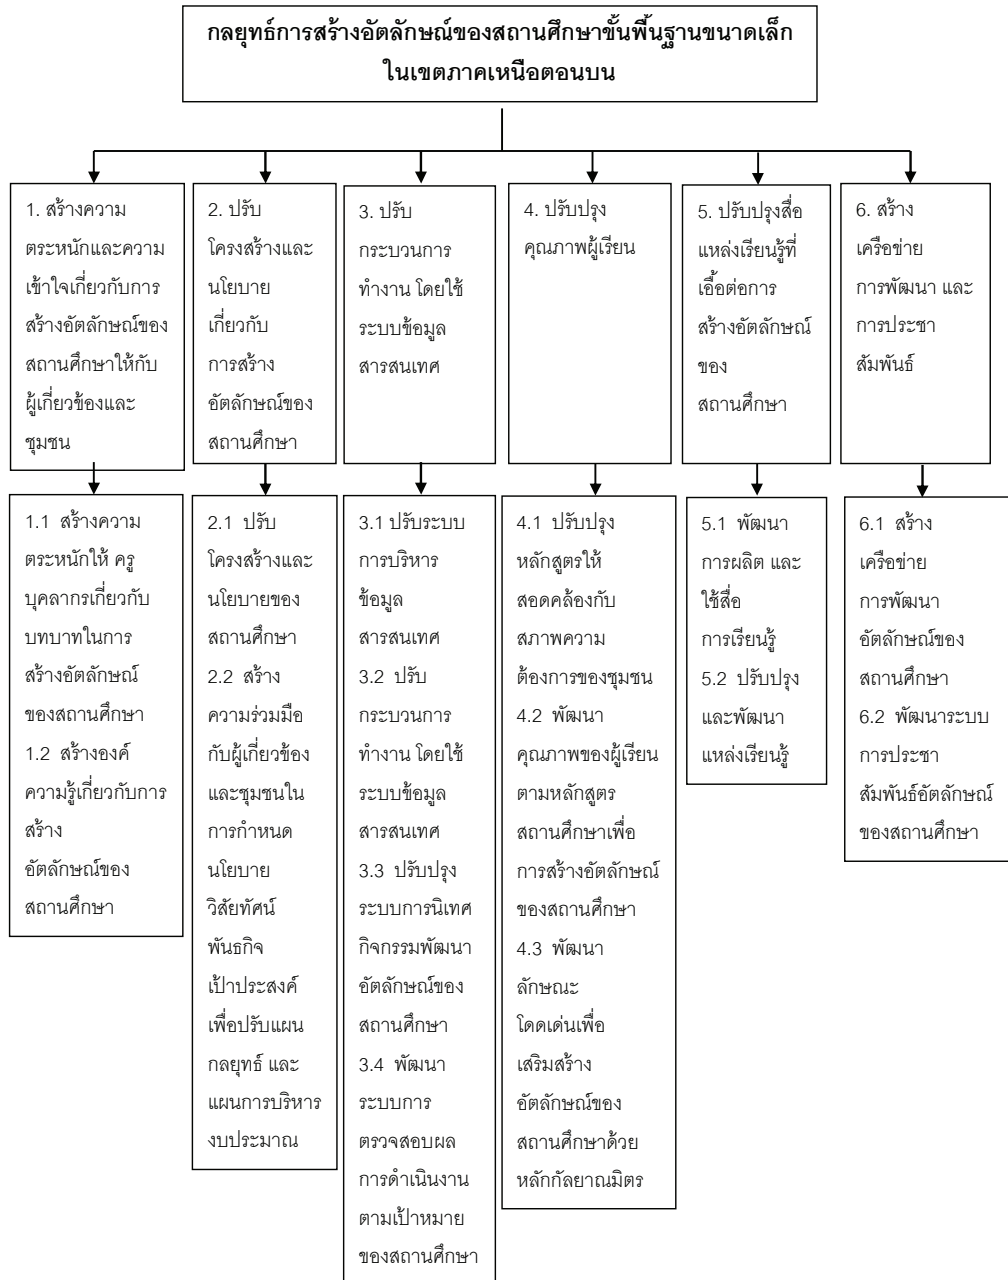 กลยุทธ์การสร้างอัตลักษณ์ของสถานศึกษาขั้นพื้นฐานขนาดเล็ก
ในเขตภาคเหนือตอนบน
1. สร้างความ
ตระหนักและความ
เข้าใจเกี่ยวกับการ
สร้างอัตลักษณ์ของ
สถานศึกษาให้กับ
ผู้เกี่ยวข้องและ
ชุมชน
2. ปรับ
โครงสร้างและ
นโยบาย
เกี่ยวกับ
การสร้าง
อัตลักษณ์ของ
สถานศึกษา
3. ปรับ
กระบวนการ
ทำงาน โดยใช้
ระบบข้อมูล
สารสนเทศ
4. ปรับปรุง
คุณภาพผู้เรียน
5. ปรับปรุงสื่อ
แหล่งเรียนรู้ที่
เอื้อต่อการ
สร้างอัตลักษณ์
ของ
สถานศึกษา
6. สร้าง
เครือข่าย
การพัฒนา และ
การประชา
สัมพันธ์
1.1 สร้างความ
ตระหนักให้ ครู
บุคลากรเกี่ยวกับ
บทบาทในการ
สร้างอัตลักษณ์
ของสถานศึกษา
1.2 สร้างองค์
ความรู้เกี่ยวกับการ
สร้าง
อัตลักษณ์ของ
สถานศึกษา
2.1 ปรับ
โครงสร้างและ
นโยบายของ
สถานศึกษา
2.2 สร้าง
ความร่วมมือ
กับผู้เกี่ยวข้อง
และชุมชนใน
การกำหนด
นโยบาย
วิสัยทัศน์
พันธกิจ
เป้าประสงค์
เพื่อปรับแผน
กลยุทธ์ และ
แผนการบริหาร
งบประมาณ
3.1 ปรับระบบ
การบริหาร
ข้อมูล
สารสนเทศ
3.2 ปรับ
กระบวนการ
ทำงาน โดยใช้
ระบบข้อมูล
สารสนเทศ
3.3 ปรับปรุง
ระบบการนิเทศ
กิจกรรมพัฒนา
อัตลักษณ์ของ
สถานศึกษา
3.4 พัฒนา
ระบบการ
ตรวจสอบผล
การดำเนินงาน
ตามเป้าหมาย
ของสถานศึกษา
4.1 ปรับปรุง
หลักสูตรให้
สอดคล้องกับ
สภาพความ
ต้องการของชุมชน
4.2 พัฒนา
คุณภาพของผู้เรียน
ตามหลักสูตร
สถานศึกษาเพื่อ
การสร้างอัตลักษณ์
ของสถานศึกษา
4.3 พัฒนา
ลักษณะ
โดดเด่นเพื่อ
เสริมสร้าง
อัตลักษณ์ของ
สถานศึกษาด้วย
หลักกัลยาณมิตร
5.1 พัฒนา
การผลิต และ
ใช้สื่อ
การเรียนรู้
5.2 ปรับปรุง
และพัฒนา
แหล่งเรียนรู้
6.1 สร้าง
เครือข่าย
การพัฒนา
อัตลักษณ์ของ
สถานศึกษา
6.2 พัฒนาระบบ
การประชา
สัมพันธ์อัตลักษณ์
ของสถานศึกษา